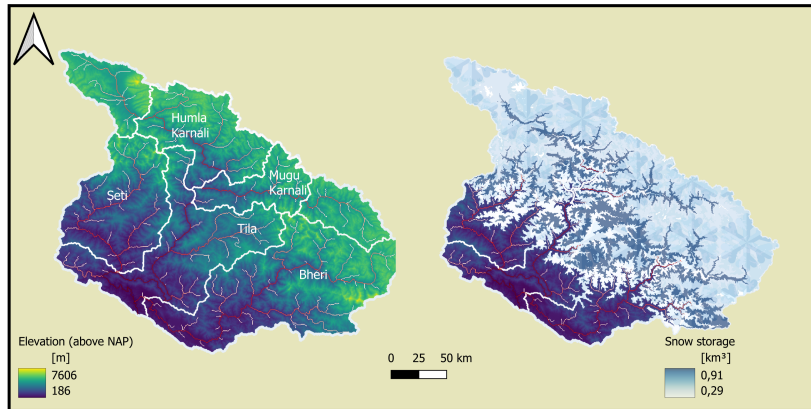 Humla
Karnali
Mugu
Karnali
Seti
Tila
Bheri
Elevation (above NAP)
[m]
7606
186
0 25 50 km
Snow storage
[km³]
0,91
0,29